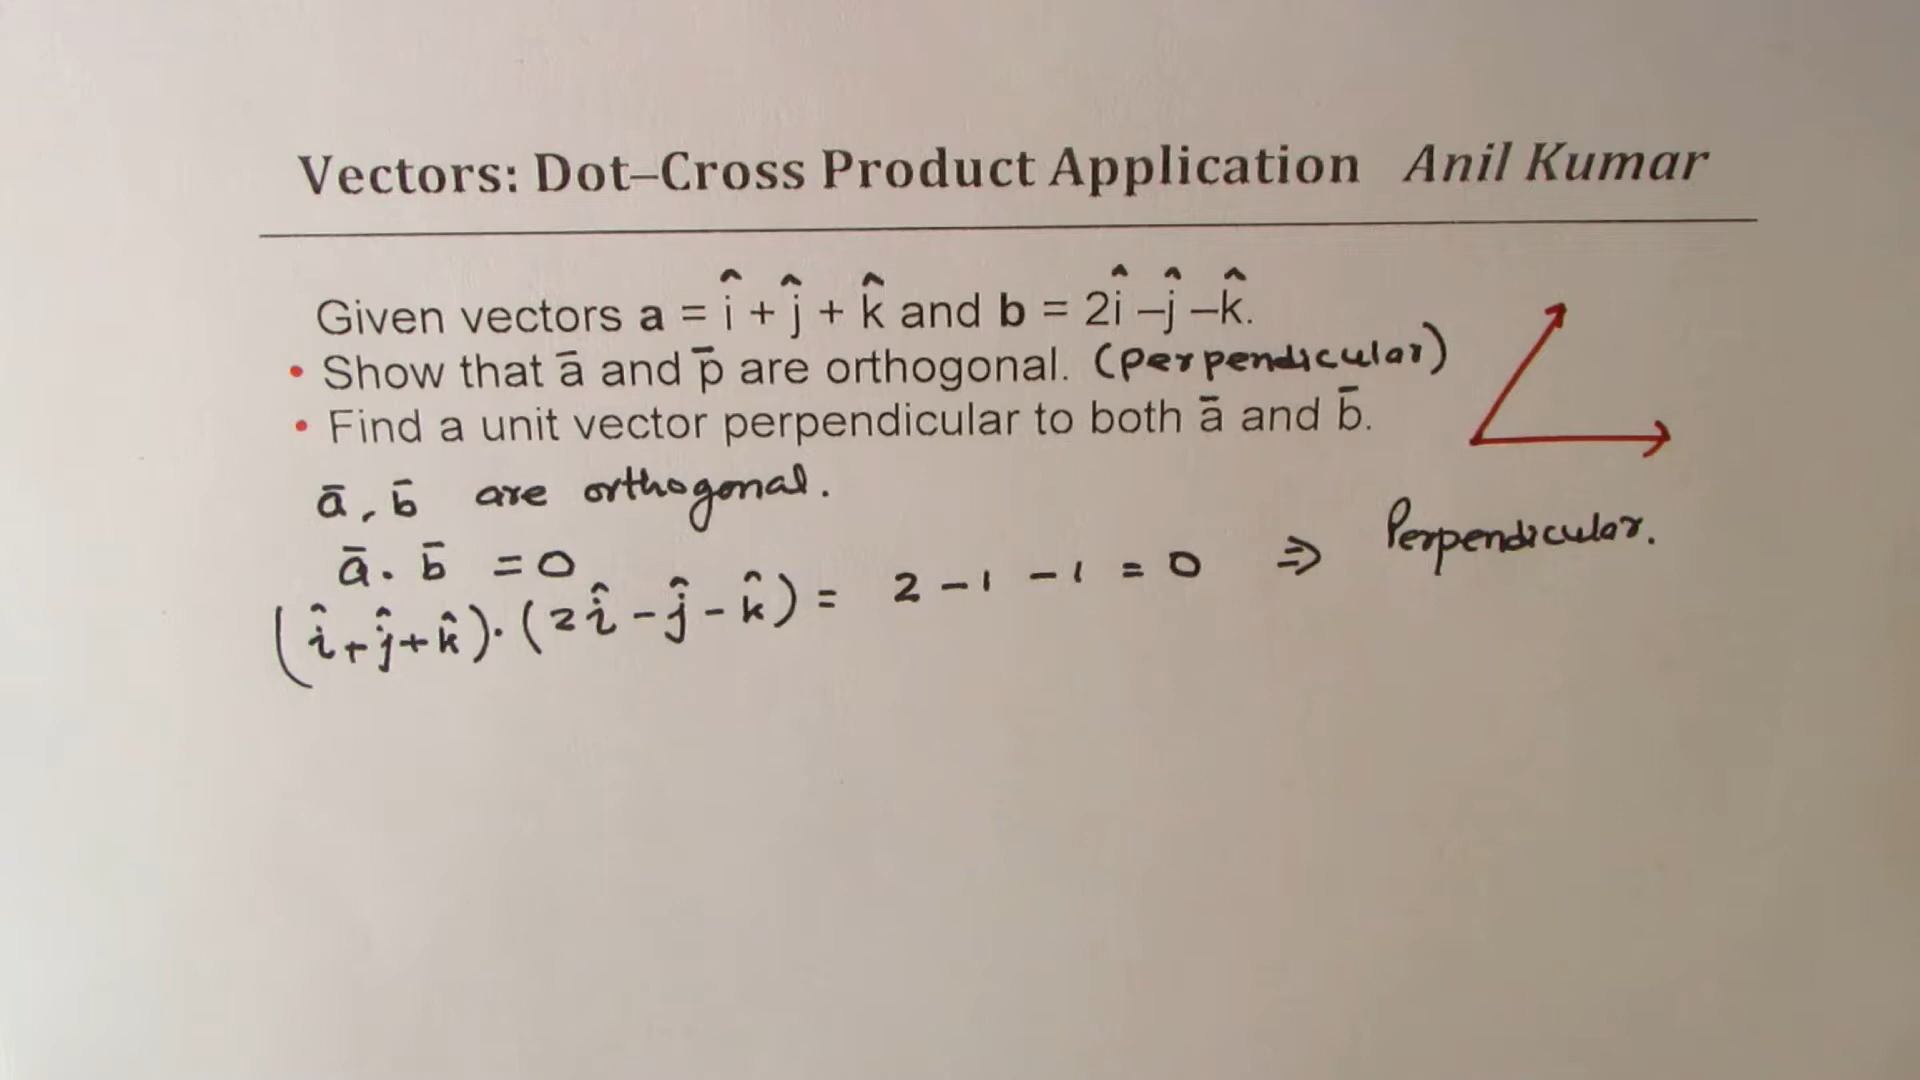 Vectors: Dot–Cross Product Application Anil Kumar
Given vectors a = î + ĵ + k̂ and b = 2î –ĵ –k̂.
• Show that ā and p̄ are orthogonal. (Perpendicular)
• Find a unit vector perpendicular to both ā and b̄.
ā, b̄ are orthogonal.
ā. b̄ = 0
(î+ĵ+k̂)·(2î-ĵ-k̂) = 2 -1 -1 = 0 ⇒ Perpendicular.